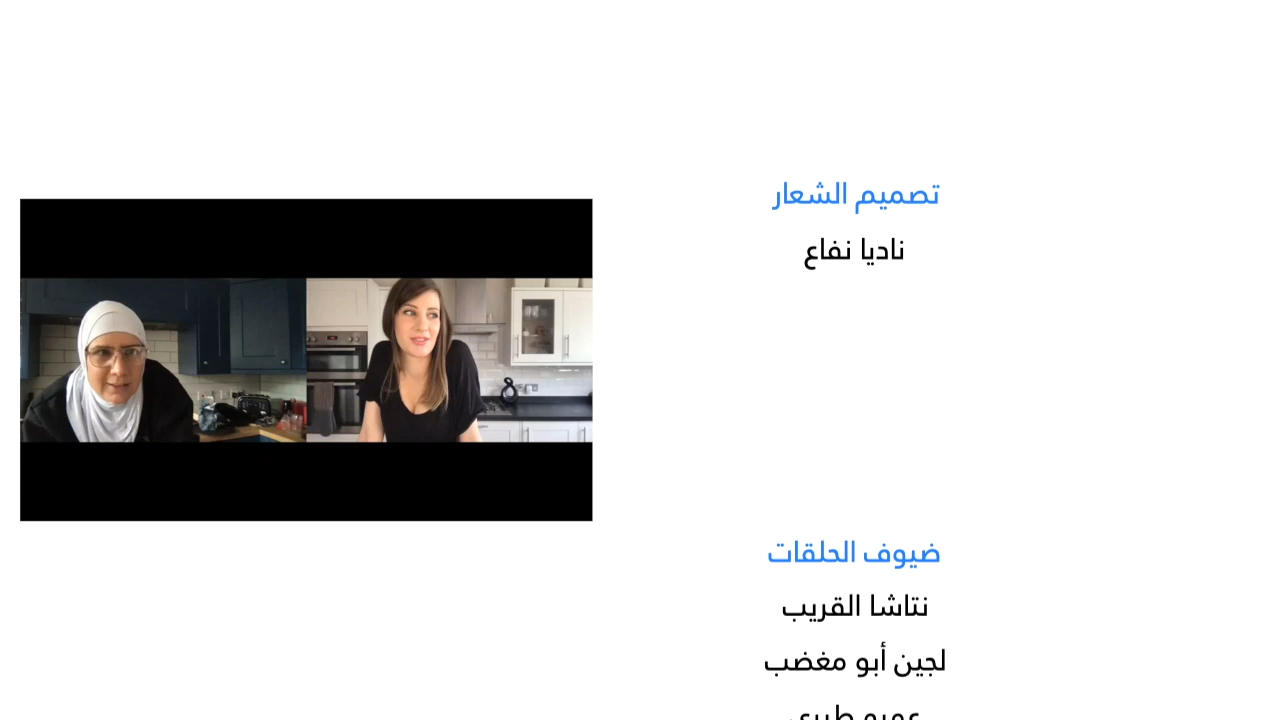 تصميم الشعار
ناديا نفاع
ضيوف الحلقات
نتاشا القريب
لجين أبو مغضب